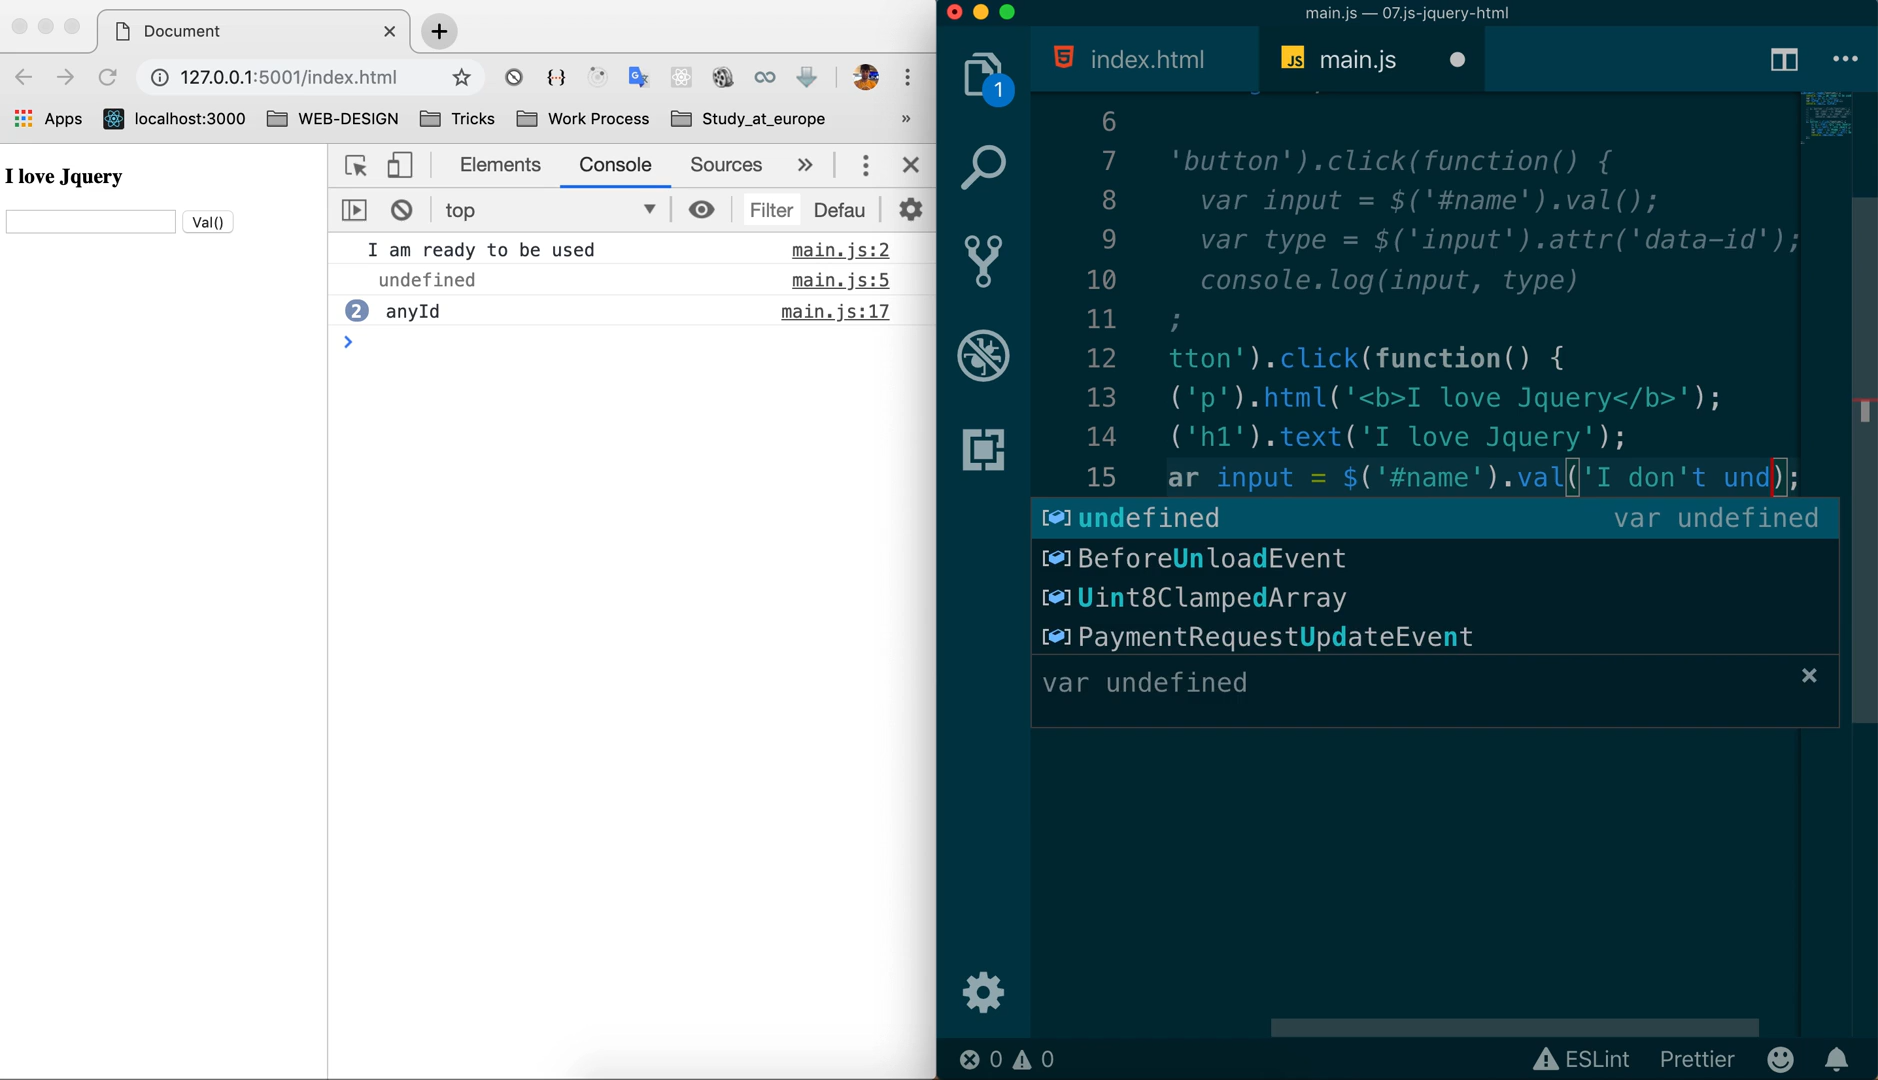 Document
127.0.0.1:5001/index.html
Apps localhost:3000 WEB-DESIGN Tricks Work Process Study_at_europe »
I love Jquery
Val()
Elements Console Sources »
top Filter Defau
I am ready to be used main.js:2
undefined main.js:5
2 anyId main.js:17
main.js — 07.js-jquery-html
index.html JS main.js
1
6
7 'button').click(function() {
8 var input = $('#name').val();
9 var type = $('input').attr('data-id');
10 console.log(input, type)
11 ;
12 tton').click(function() {
13 ('p').html('<b>I love Jquery</b>');
14 ('h1').text('I love Jquery');
15 ar input = $('#name').val('I don't und);
undefined var undefined
BeforeUnloadEvent
Uint8ClampedArray
PaymentRequestUpdateEvent
var undefined
0 0 ESLint Prettier